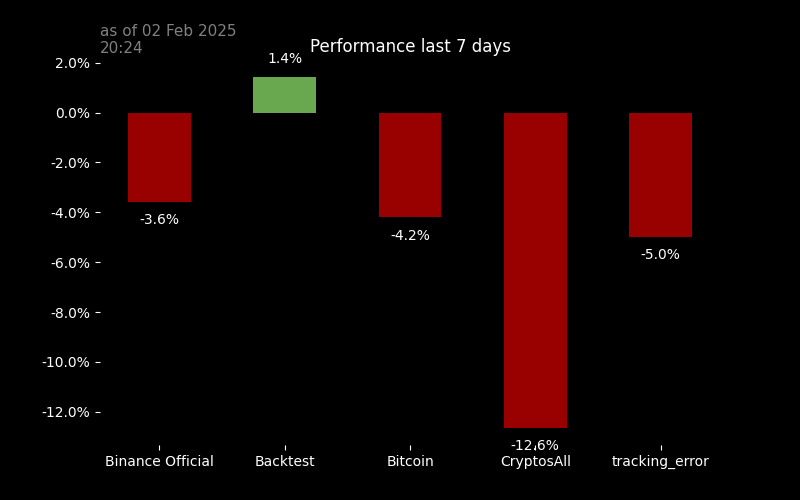 as of 02 Feb 2025
20:24
Performance last 7 days
2.0%
0.0%
-2.0%
-4.0%
-6.0%
-8.0%
-10.0%
-12.0%
-3.6%
1.4%
-4.2%
-12.6%
-5.0%
Binance Official
Backtest
Bitcoin
CryptosAll
tracking_error